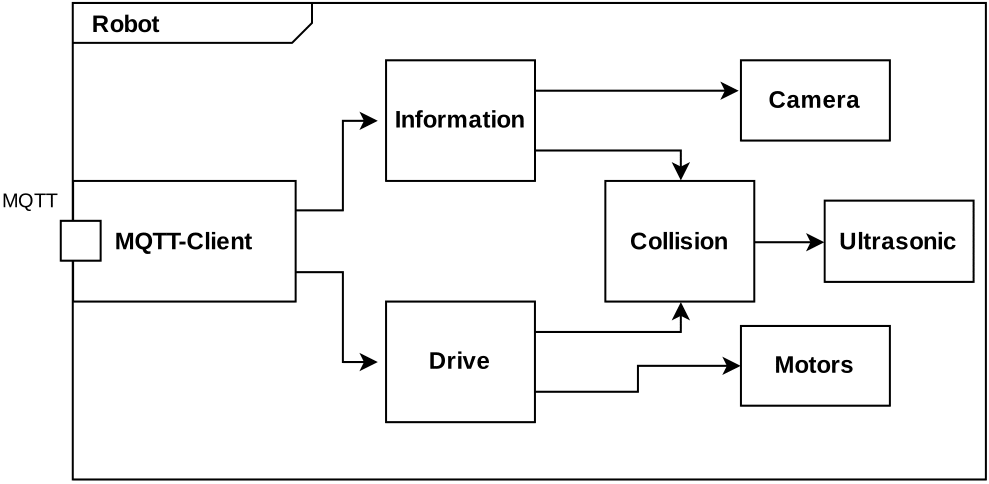 Robot
Information
Camera
MQTT
MQTT-Client
Collision
Ultrasonic
Drive
Motors